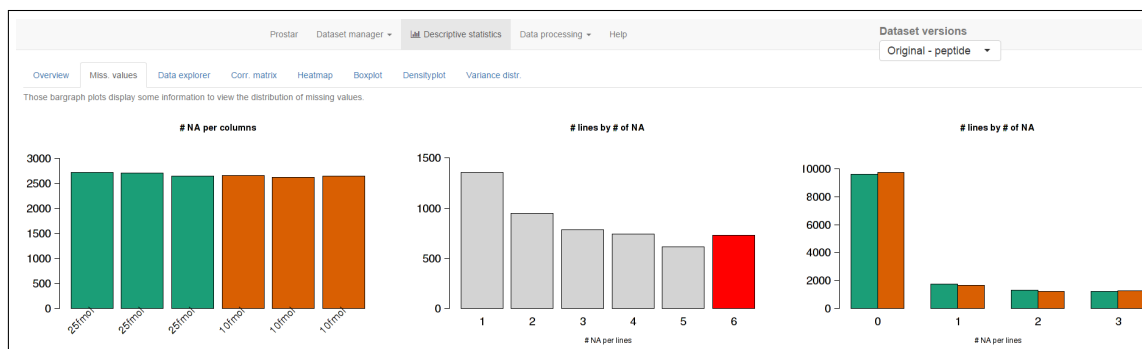 Prostar Dataset manager Descriptive statistics Data processing Help
Dataset versions
Original - peptide
Overview Miss. values Data explorer Corr. matrix Heatmap Boxplot Densityplot Variance distr.
Those bargraph plots display some information to view the distribution of missing values.
# NA per columns
3000
2500
2000
1500
1000
500
0
25fmol 25fmol 25fmol 10fmol 10fmol 10fmol
# lines by # of NA
1500
1000
500
0
1 2 3 4 5 6
# NA per lines
# lines by # of NA
10000
8000
6000
4000
2000
0
0 1 2 3
# NA per lines